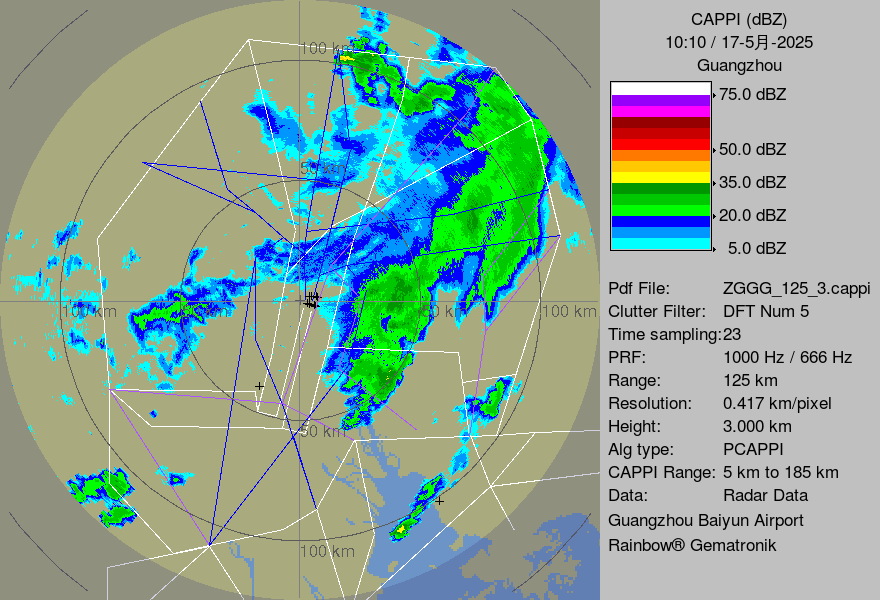 100 km
50 km
100 km
50 km
100 km
50 km
100 km
CAPPI (dBZ)
10:10 / 17-5月-2025
Guangzhou
75.0 dBZ
50.0 dBZ
35.0 dBZ
20.0 dBZ
5.0 dBZ
Pdf File: ZGGG_125_3.cappi
Clutter Filter: DFT Num 5
Time sampling:23
PRF: 1000 Hz / 666 Hz
Range: 125 km
Resolution: 0.417 km/pixel
Height: 3.000 km
Alg type: PCAPPI
CAPPI Range: 5 km to 185 km
Data: Radar Data
Guangzhou Baiyun Airport
Rainbow® Gematronik